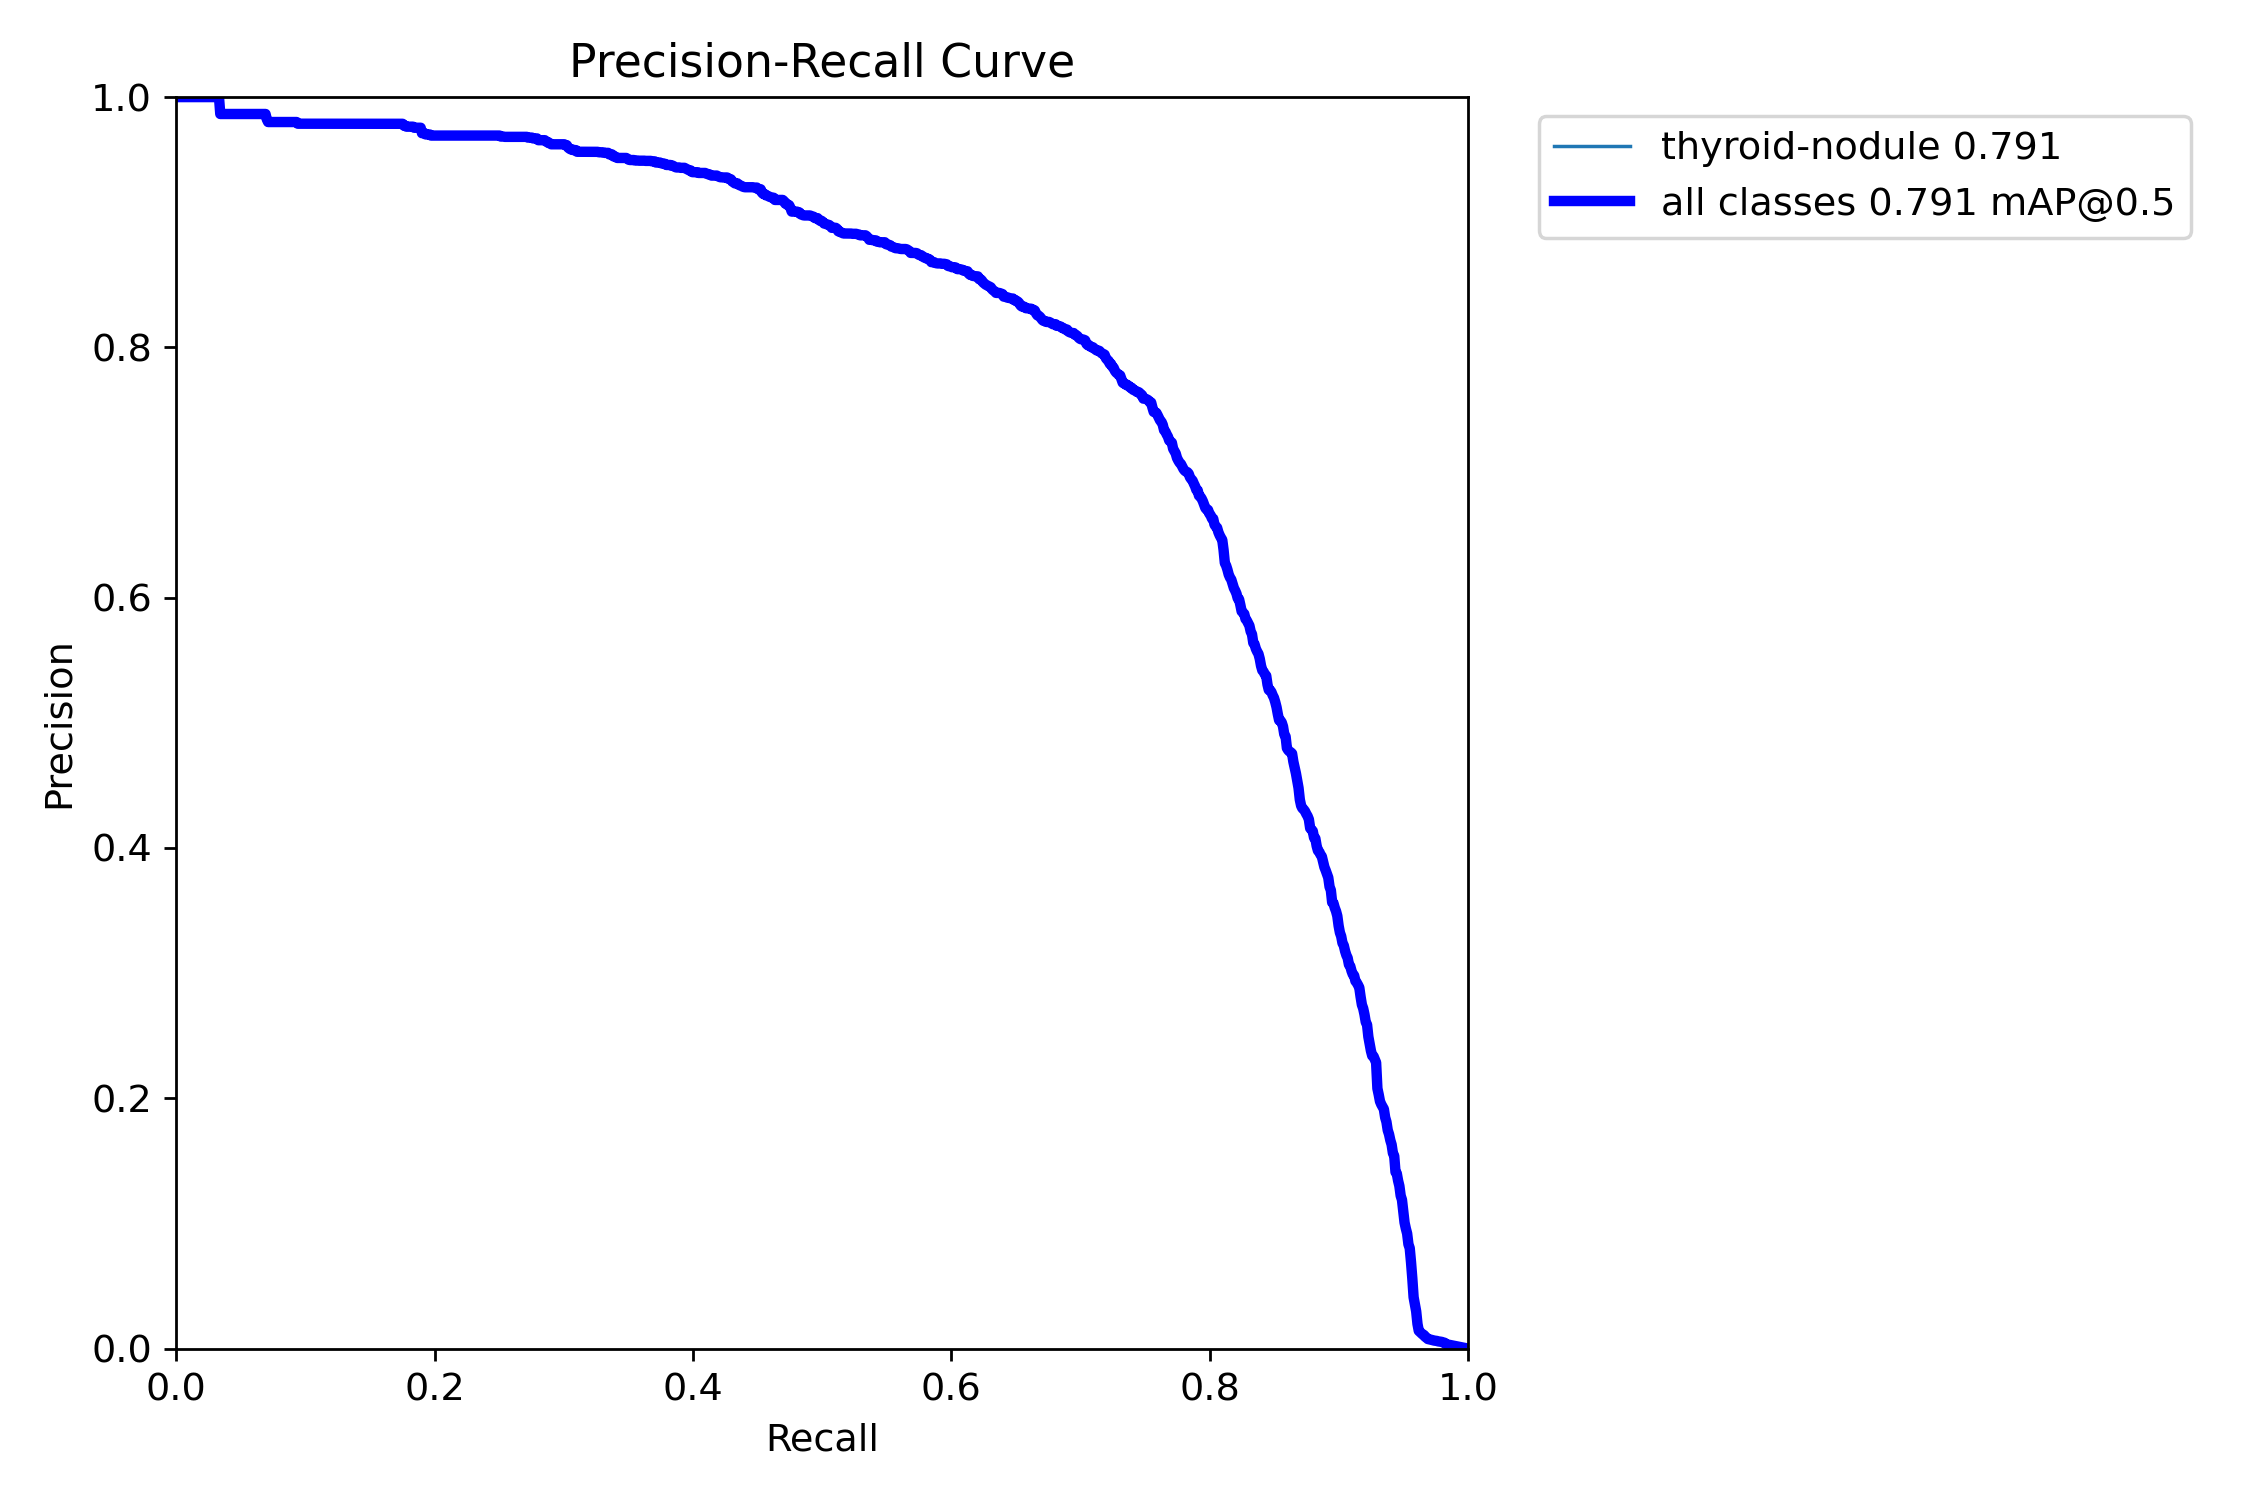 Precision-Recall Curve
1.0
0.8
0.6
0.4
0.2
0.0
Precision
0.0 0.2 0.4 0.6 0.8 1.0
Recall
thyroid-nodule 0.791
all classes 0.791 mAP@0.5